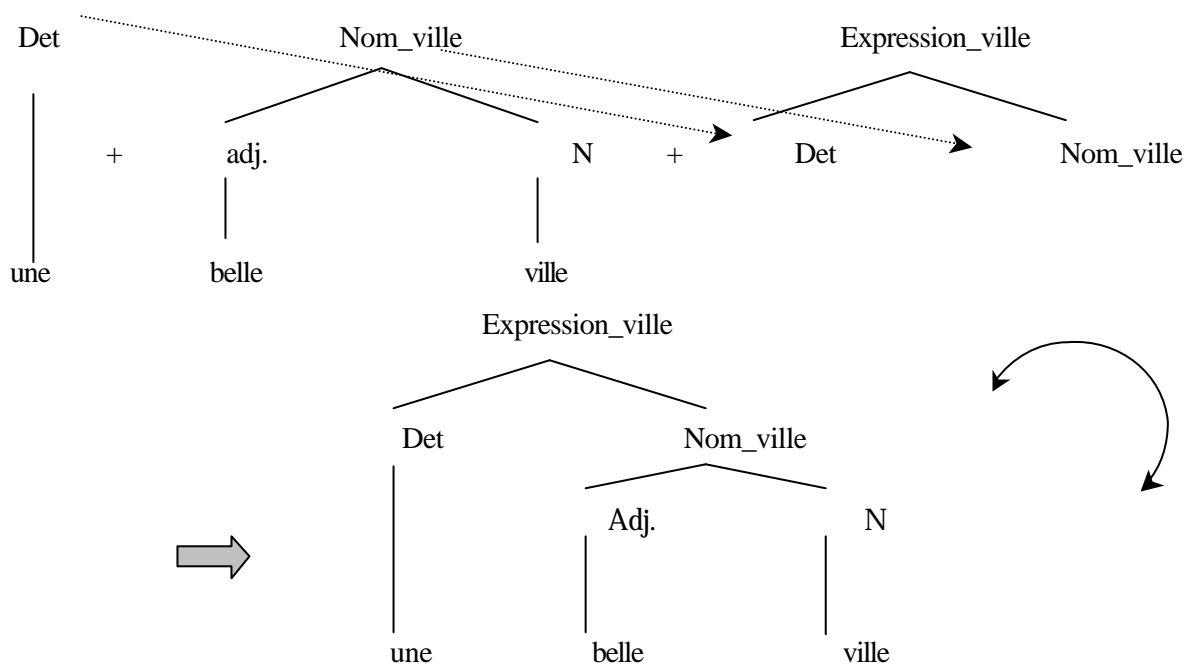 Det Nom_ville Expression_ville
+ adj. N + Det Nom_ville
une belle ville
Expression_ville
Det Nom_ville
Adj. N
une belle ville